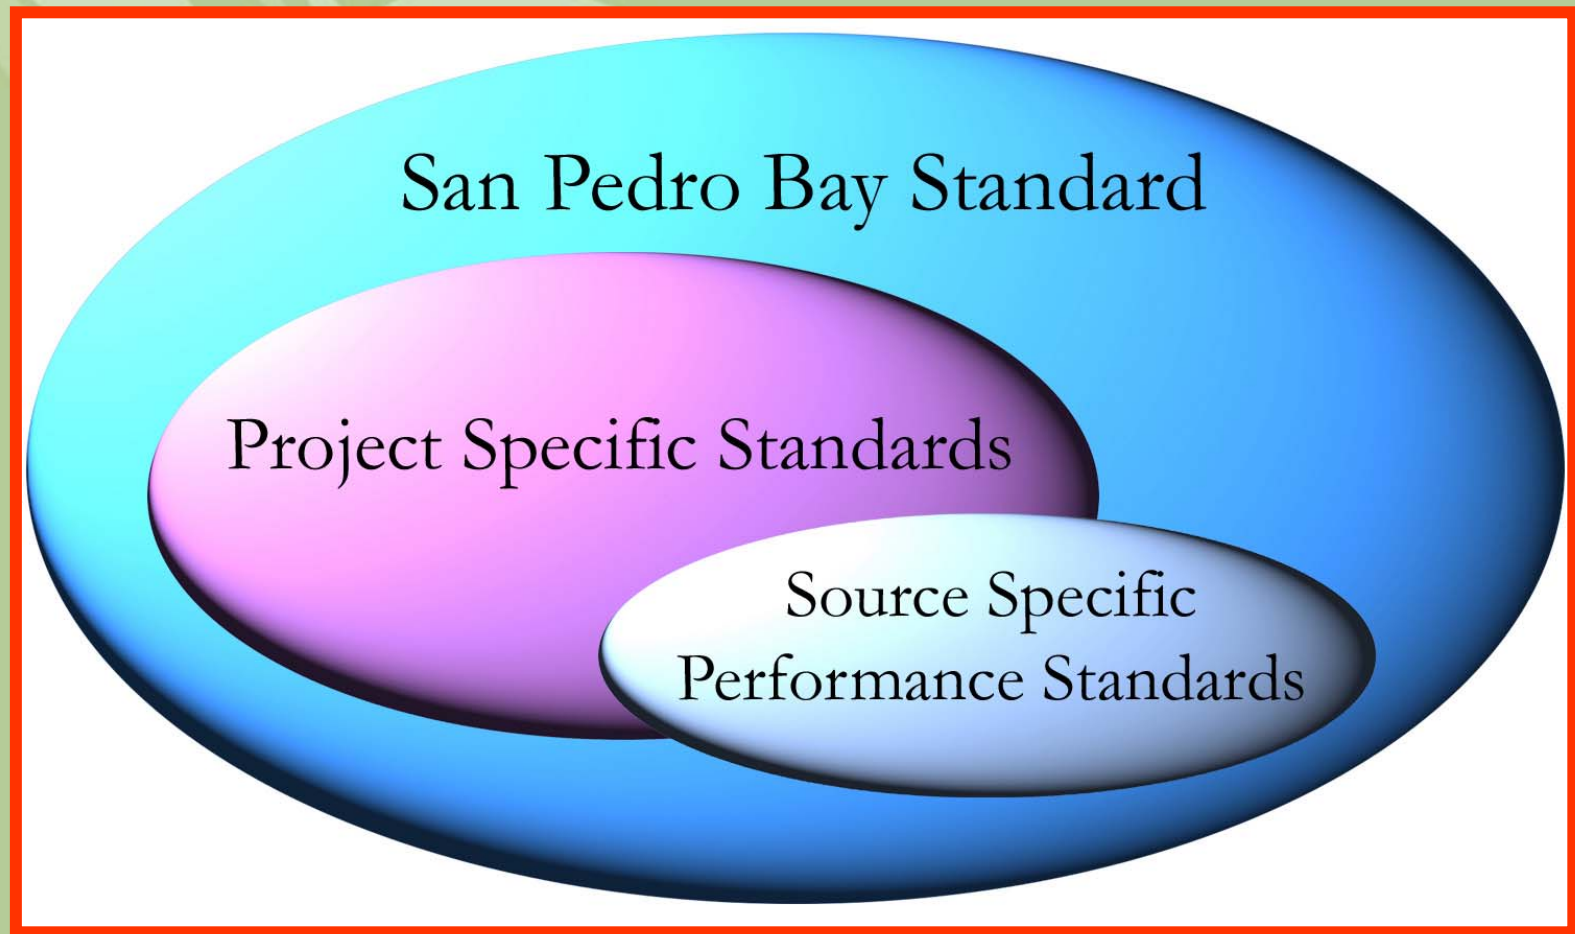 San Pedro Bay Standard
Project Specific Standards
Source Specific
Performance Standards